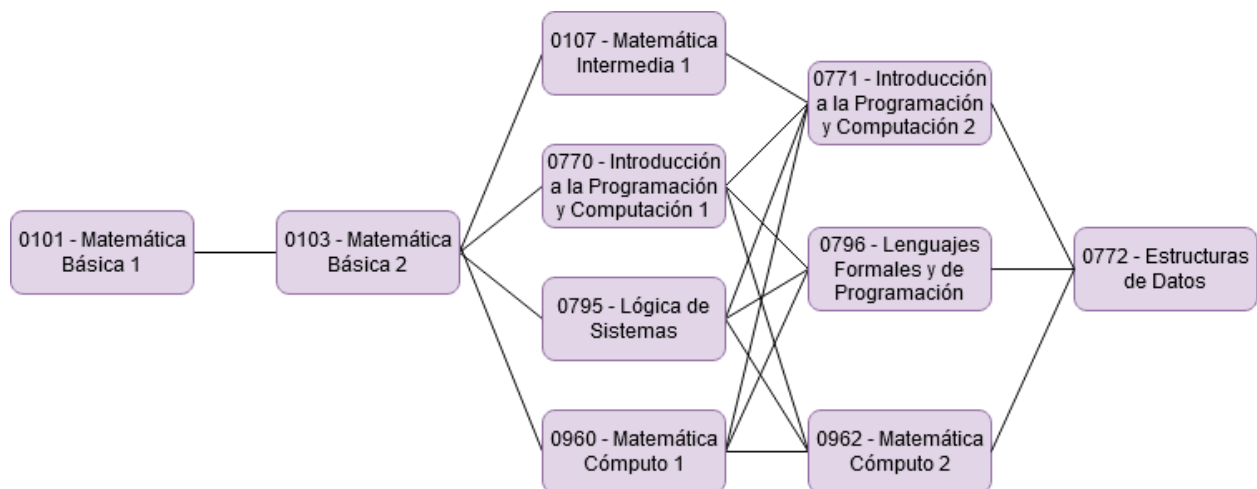 0101 - Matemática
Básica 1
0103 - Matemática
Básica 2
0107 - Matemática
Intermedia 1
0770 - Introducción
a la Programación
y Computación 1
0795 - Lógica de
Sistemas
0960 - Matemática
Cómputo 1
0771 - Introducción
a la Programación
y Computación 2
0796 - Lenguajes
Formales y de
Programación
0962 - Matemática
Cómputo 2
0772 - Estructuras
de Datos